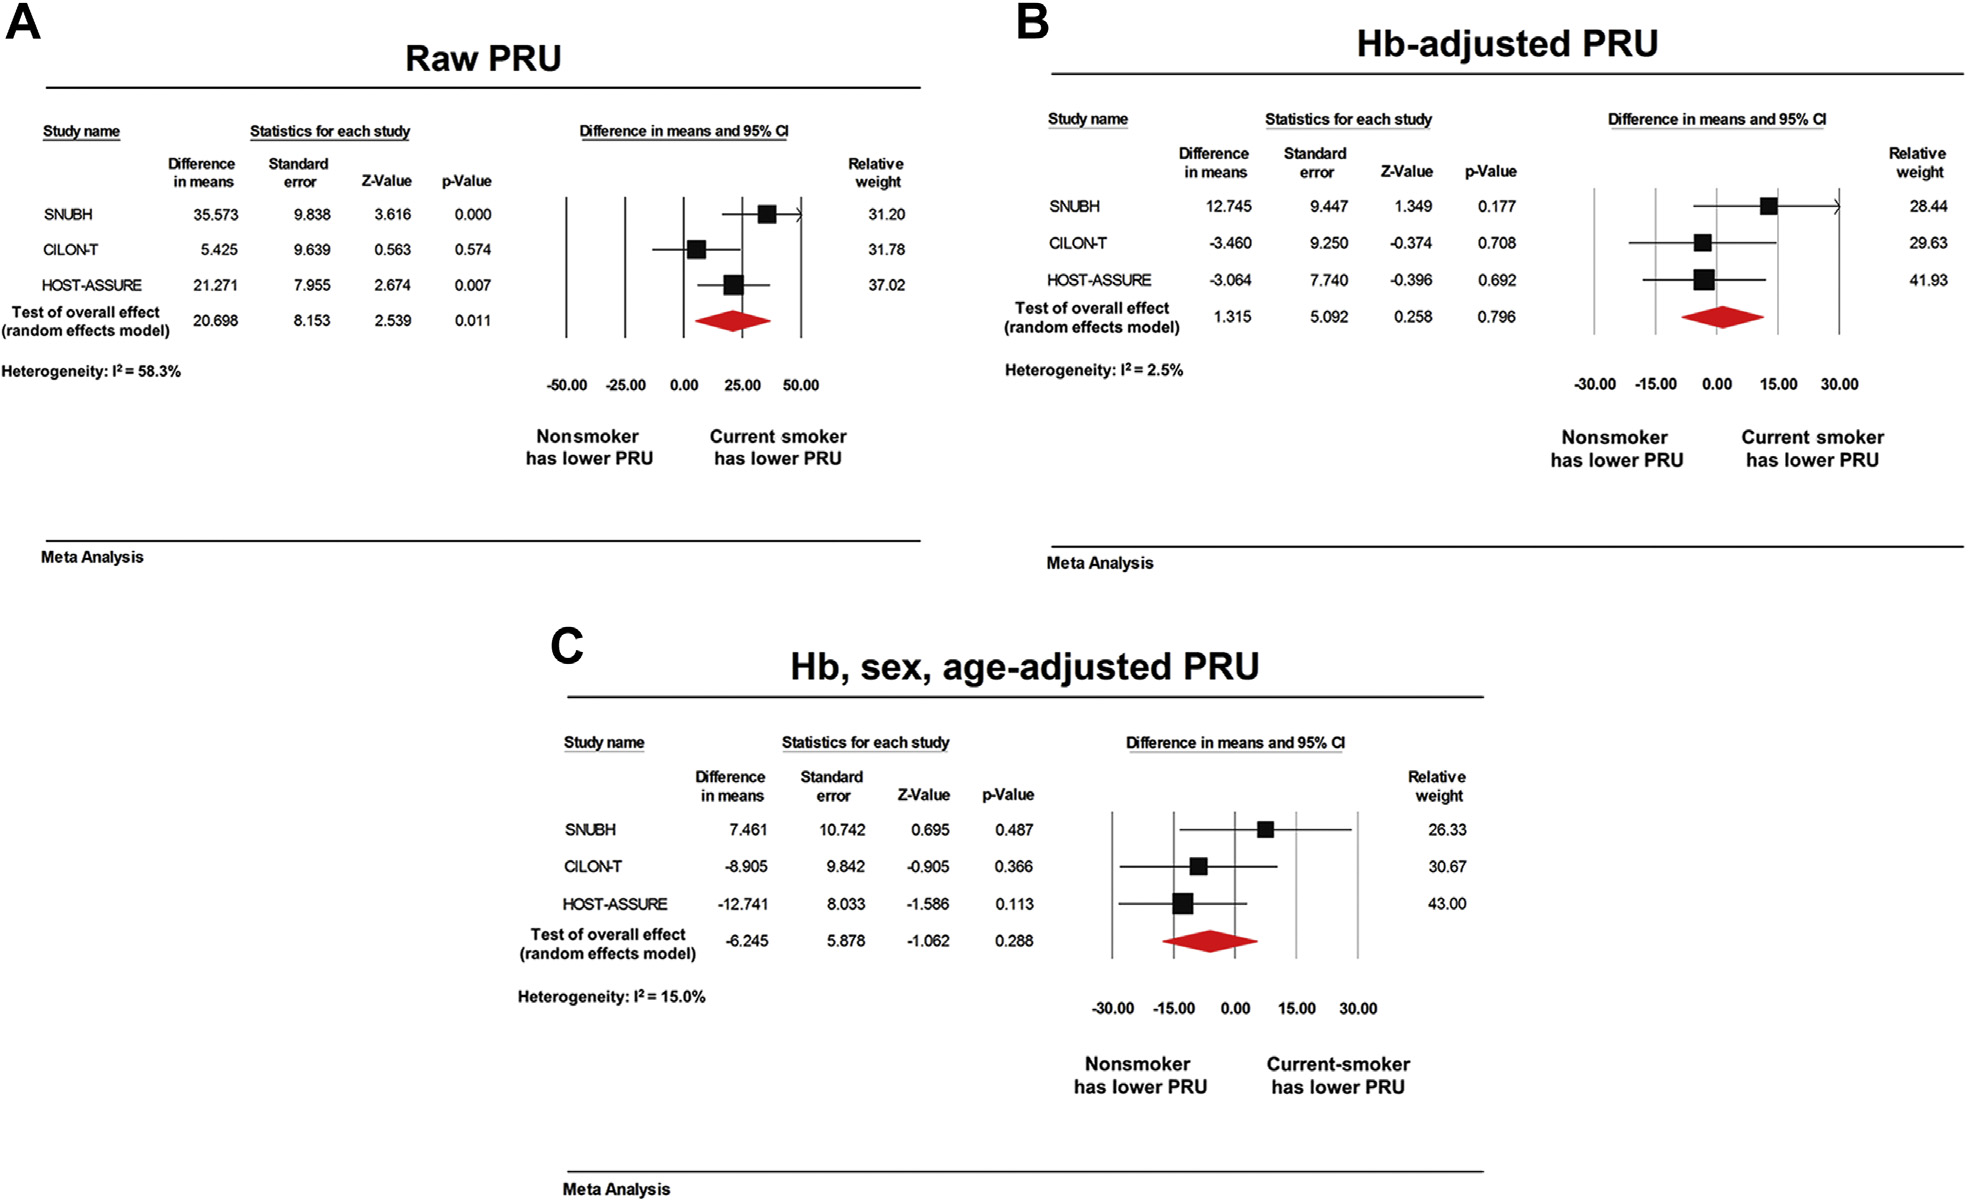 A
Raw PRU
Study name
Statistics for each study
Difference in means and 95% CI
Difference in means
Standard error
Z-Value
p-Value
Relative weight
SNUBH 35.573 9.838 3.616 0.000 31.20
CILON-T 5.425 9.639 0.563 0.574 31.78
HOST-ASSURE 21.271 7.955 2.674 0.007 37.02
Test of overall effect
(random effects model) 20.698 8.153 2.539 0.011
Heterogeneity: I² = 58.3%
-50.00 -25.00 0.00 25.00 50.00
Nonsmoker
has lower PRU
Current smoker
has lower PRU
Meta Analysis
B
Hb-adjusted PRU
Study name
Statistics for each study
Difference in means and 95% CI
Difference in means
Standard error
Z-Value
p-Value
Relative weight
SNUBH 12.745 9.447 1.349 0.177 28.44
CILON-T -3.460 9.250 -0.374 0.708 29.63
HOST-ASSURE -3.064 7.740 -0.396 0.692 41.93
Test of overall effect
(random effects model) 1.315 5.092 0.258 0.796
Heterogeneity: I² = 2.5%
-30.00 -15.00 0.00 15.00 30.00
Nonsmoker
has lower PRU
Current smoker
has lower PRU
Meta Analysis
C
Hb, sex, age-adjusted PRU
Study name
Statistics for each study
Difference in means and 95% CI
Difference in means
Standard error
Z-Value
p-Value
Relative weight
SNUBH 7.461 10.742 0.695 0.487 26.33
CILON-T -8.905 9.842 -0.905 0.366 30.67
HOST-ASSURE -12.741 8.033 -1.586 0.113 43.00
Test of overall effect
(random effects model) -6.245 5.878 -1.062 0.288
Heterogeneity: I² = 15.0%
-30.00 -15.00 0.00 15.00 30.00
Nonsmoker
has lower PRU
Current-smoker
has lower PRU
Meta Analysis